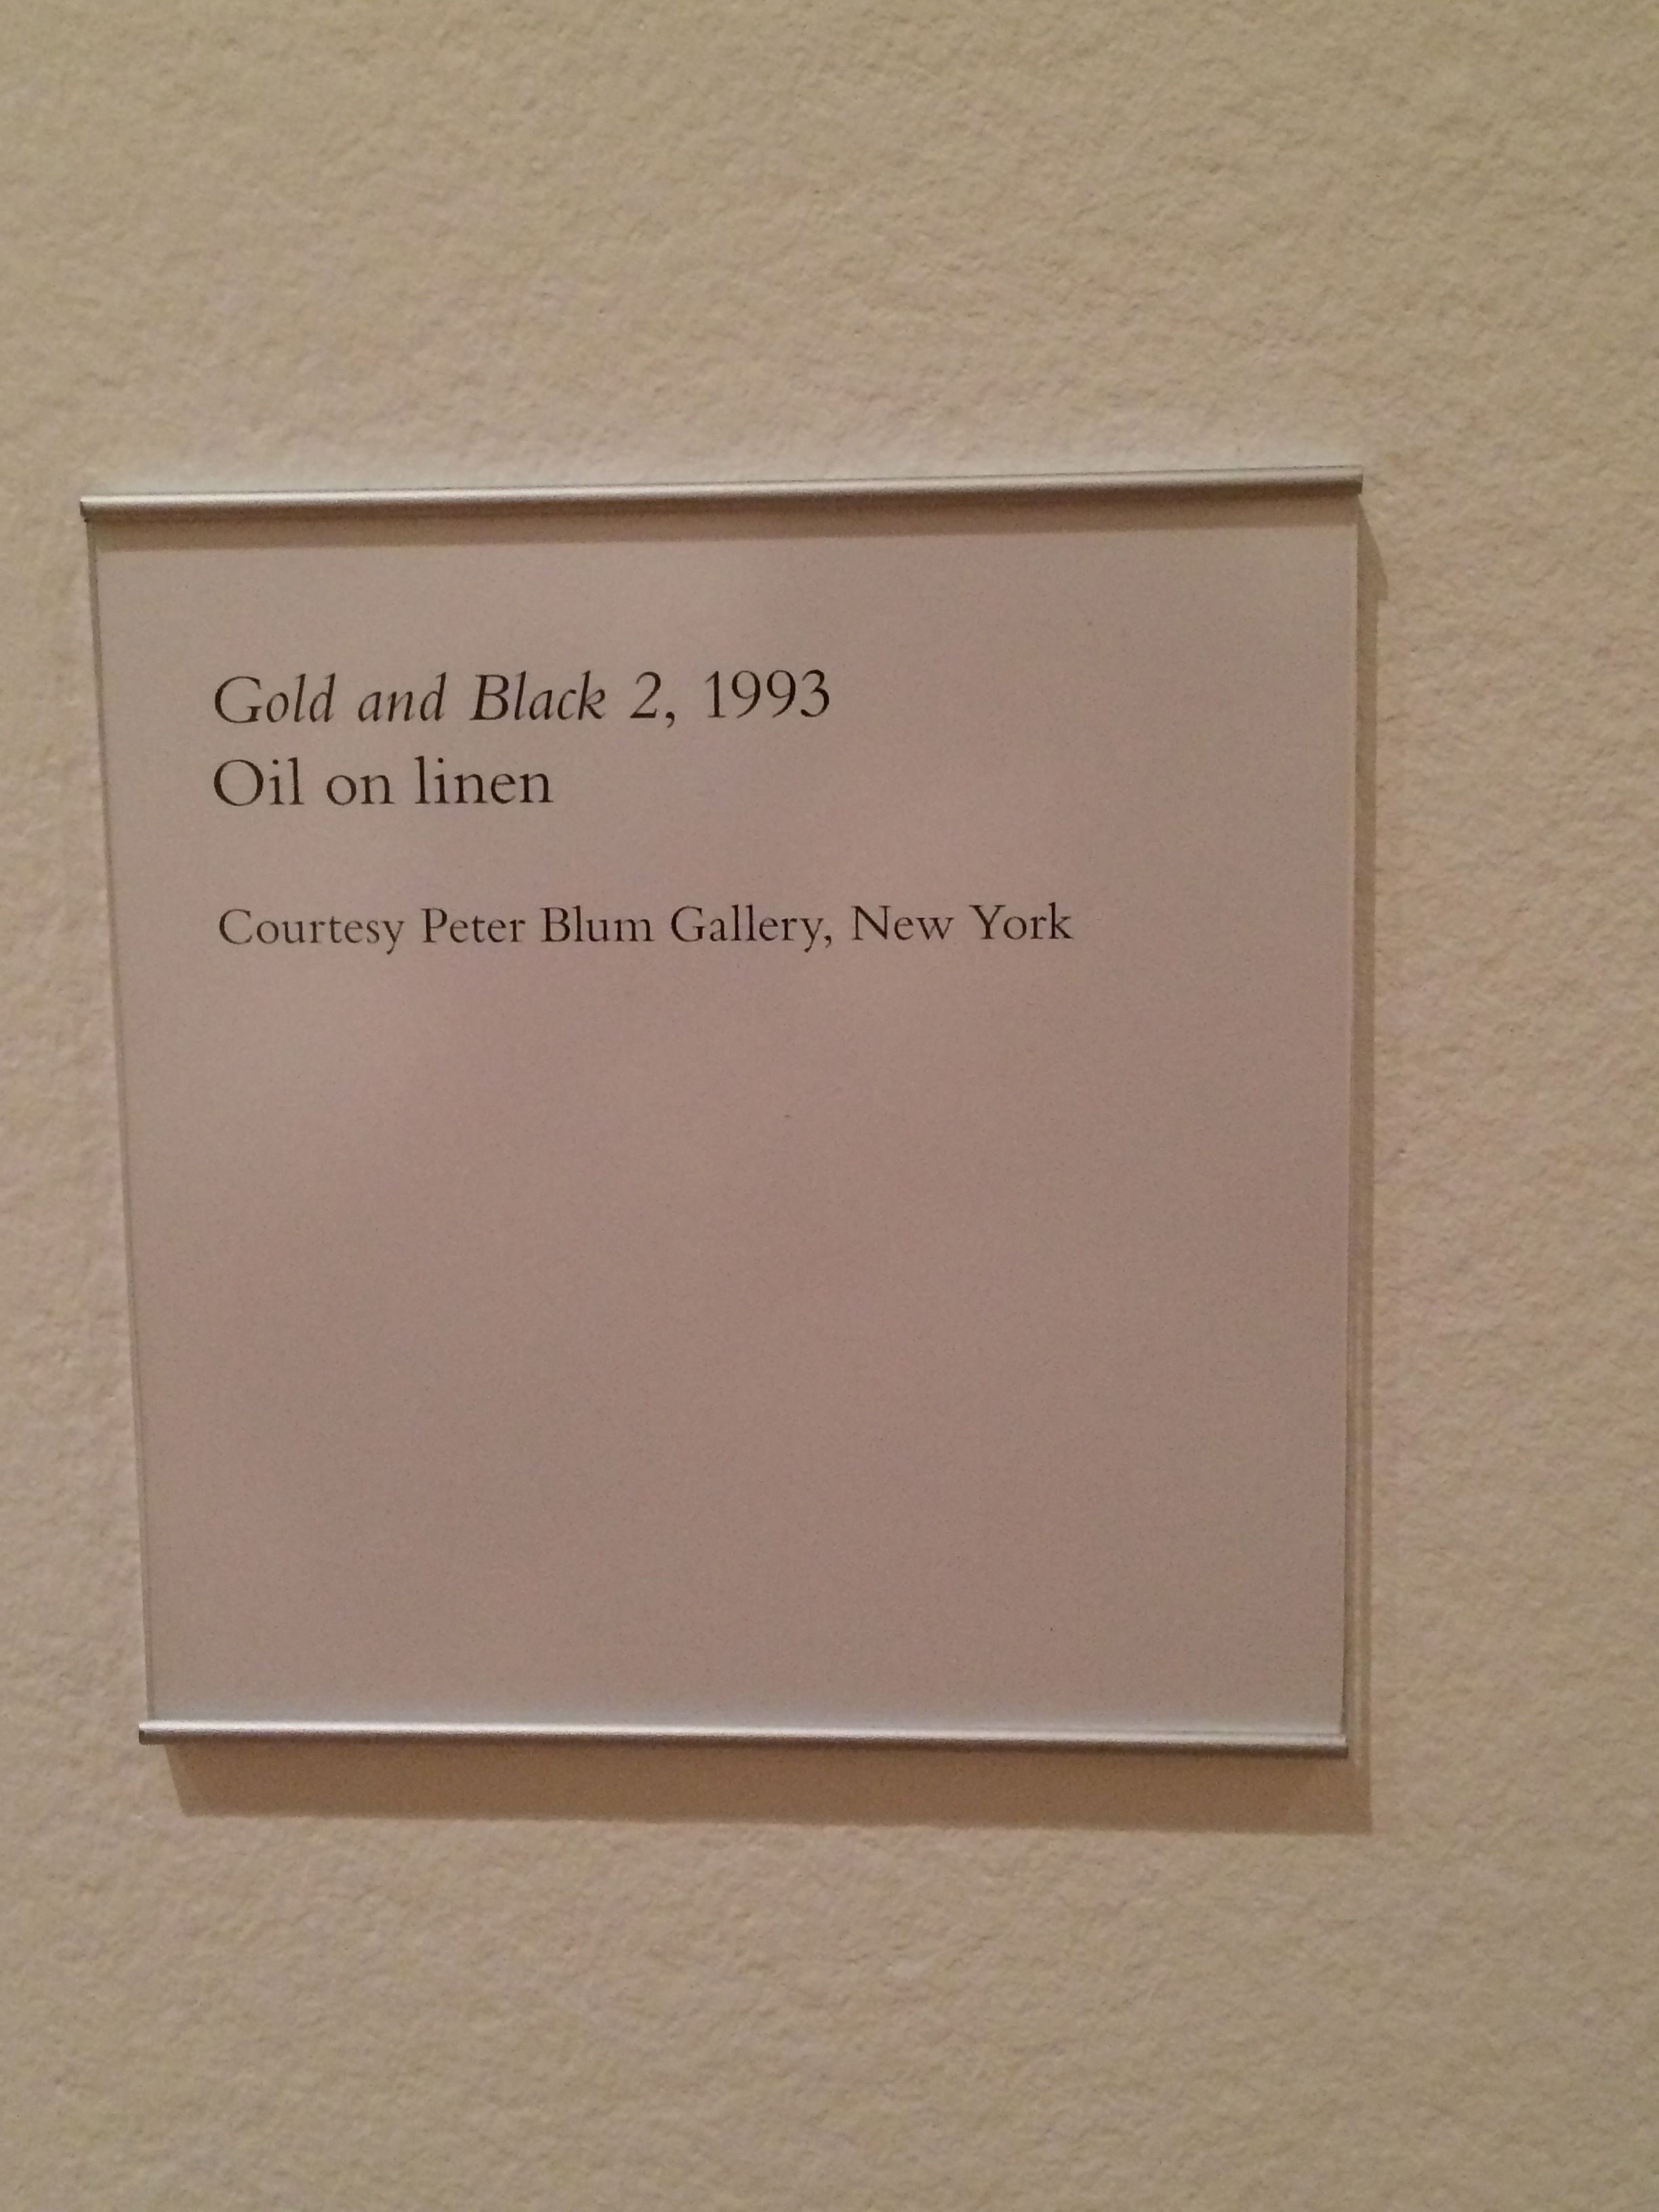 Gold and Black 2, 1993
Oil on linen
Courtesy Peter Blum Gallery, New York